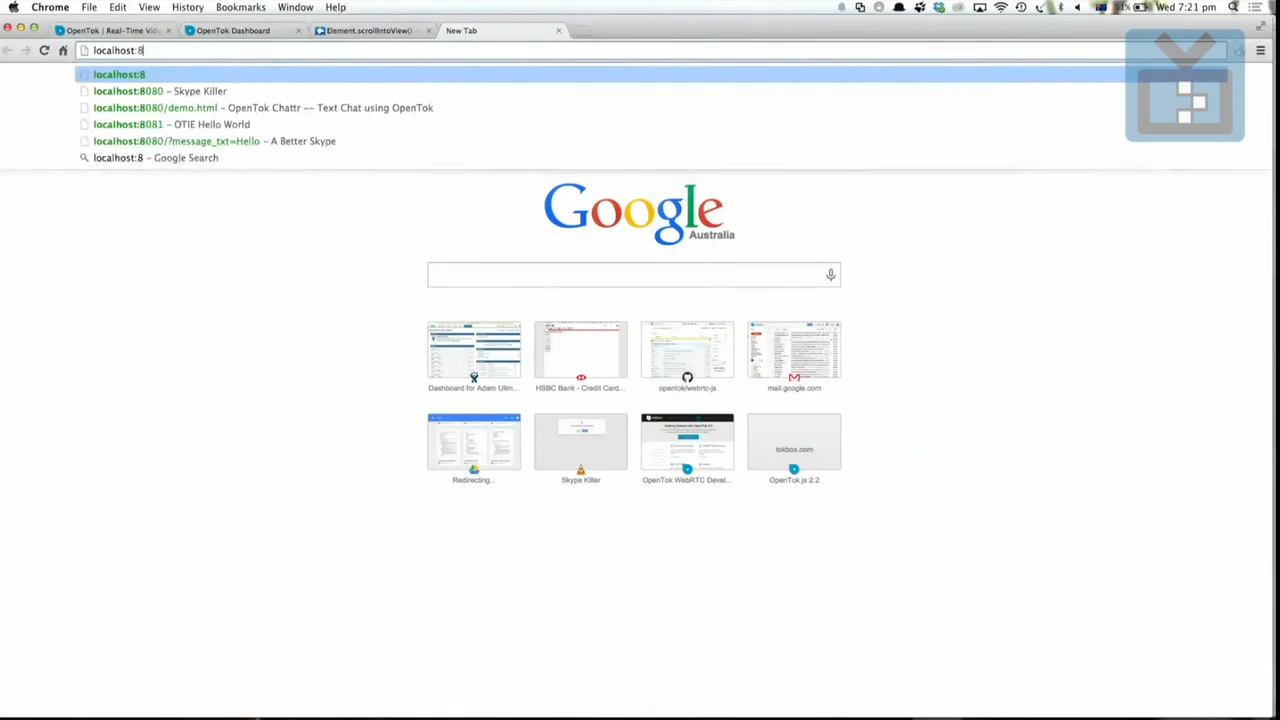 Chrome File Edit View History Bookmarks Window Help Wed 7:21 pm
OpenTok | Real-Time Vide OpenTok Dashboard Element.scrollIntoView() - New Tab
localhost:8
localhost:8
localhost:8080 – Skype Killer
localhost:8080/demo.html – OpenTok Chattr -- Text Chat using OpenTok
localhost:8081 – OTIE Hello World
localhost:8080/?message_txt=Hello – A Better Skype
localhost:8 – Google Search
Google
Australia
Dashboard for Adam Ullm... HSBC Bank - Credit Card... opentok/webrtc-js mail.google.com
tokbox.com
Redirecting... Skype Killer OpenTok WebRTC Devel... OpenTok.js 2.2